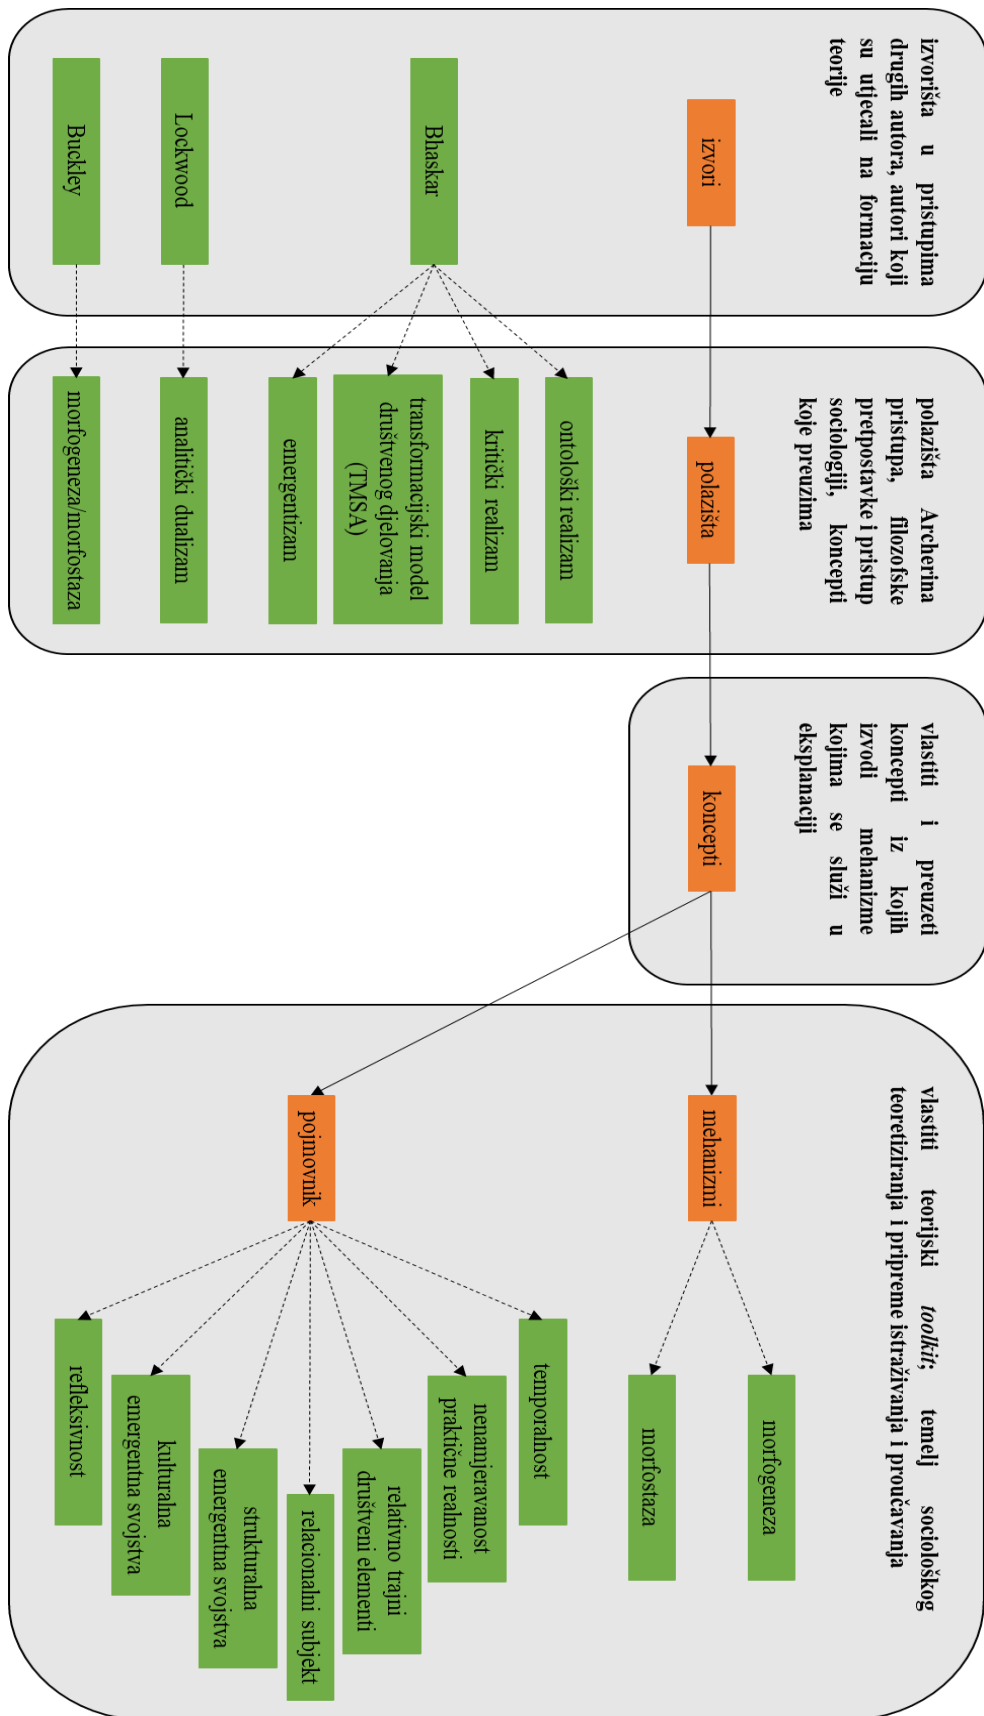 izvorišta u pristupima
drugih autora, autori koji
su utjecali na formaciju
teorije
izvori
Bhaskar
Lockwood
Buckley
polazišta Archerina
pristupa, filozofske
pretpostavke i pristup
sociologiji, koncepti
koje preuzima
polazišta
ontološki realizam
kritički realizam
transformacijski model
društvenog djelovanja
(TMSA)
emergentizam
analitički dualizam
morfogeneza/morfostaza
vlastiti i preuzeti
koncepti iz kojih
izvodi mehanizme
kojima se služi u
eksplanaciji
koncepti
vlastiti teorijski toolkit; temelj sociološkog
teoretiziranja i pripreme istraživanja i proučavanja
mehanizmi
morfogeneza
morfostaza
pojmovnik
temporalnost
nenamjeravanost
praktične realnosti
relativno trajni
društveni elementi
relacionalni subjekt
strukturalna
emergentna svojstva
kulturalna
emergentna svojstva
refleksivnost